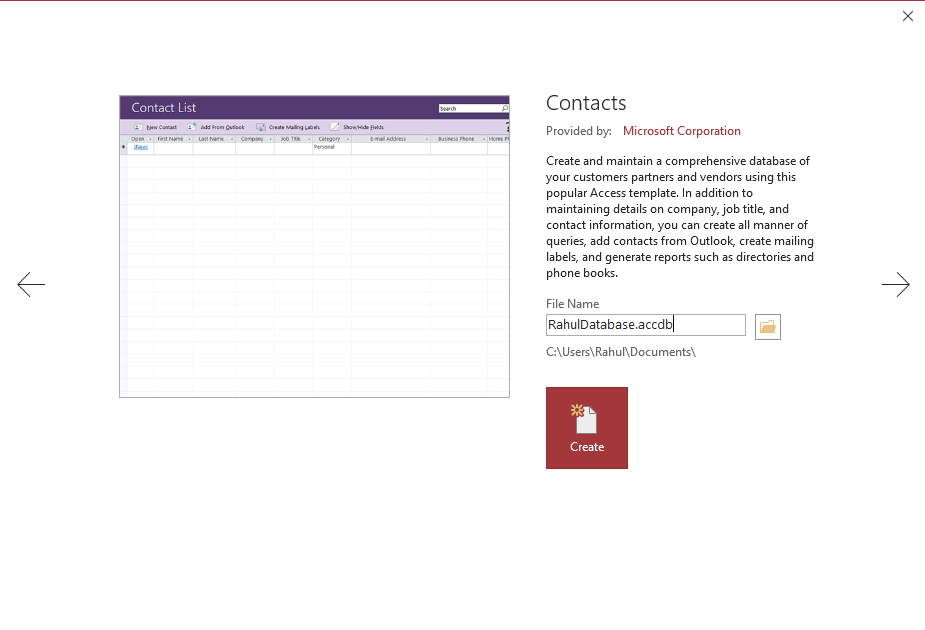 Contact List
Search
New Contact Add From Outlook Create Mailing Labels Show/Hide Fields
Open First Name Last Name Company Job Title Category E-mail Address Business Phone Home P
(New) Personal
Contacts
Provided by: Microsoft Corporation
Create and maintain a comprehensive database of
your customers partners and vendors using this
popular Access template. In addition to
maintaining details on company, job title, and
contact information, you can create all manner of
queries, add contacts from Outlook, create mailing
labels, and generate reports such as directories and
phone books.
File Name
RahulDatabase.accdb
C:\Users\Rahul\Documents\
Create